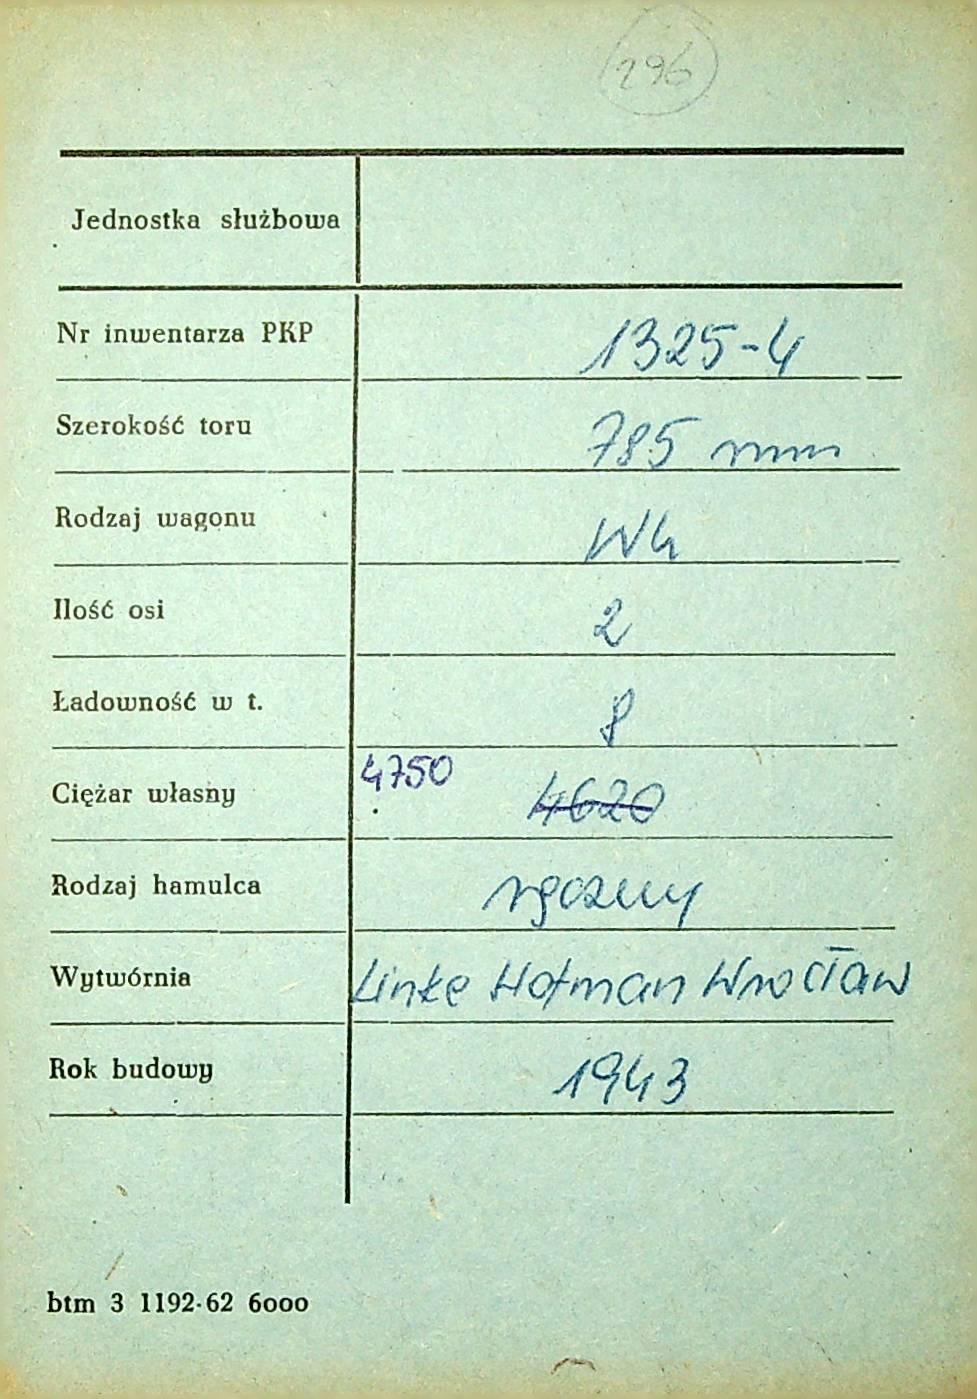 296
Jednostka służbowa
Nr inwentarza PKP 1325-4
Szerokość toru 785 mm
Rodzaj wagonu Wh
Ilość osi 2
Ładowność w t. 8
Ciężar własny 4750 4620
Rodzaj hamulca
Wytwórnia Linke Hofman Wrocław
Rok budowy 1943
btm 3 1192-62 6000